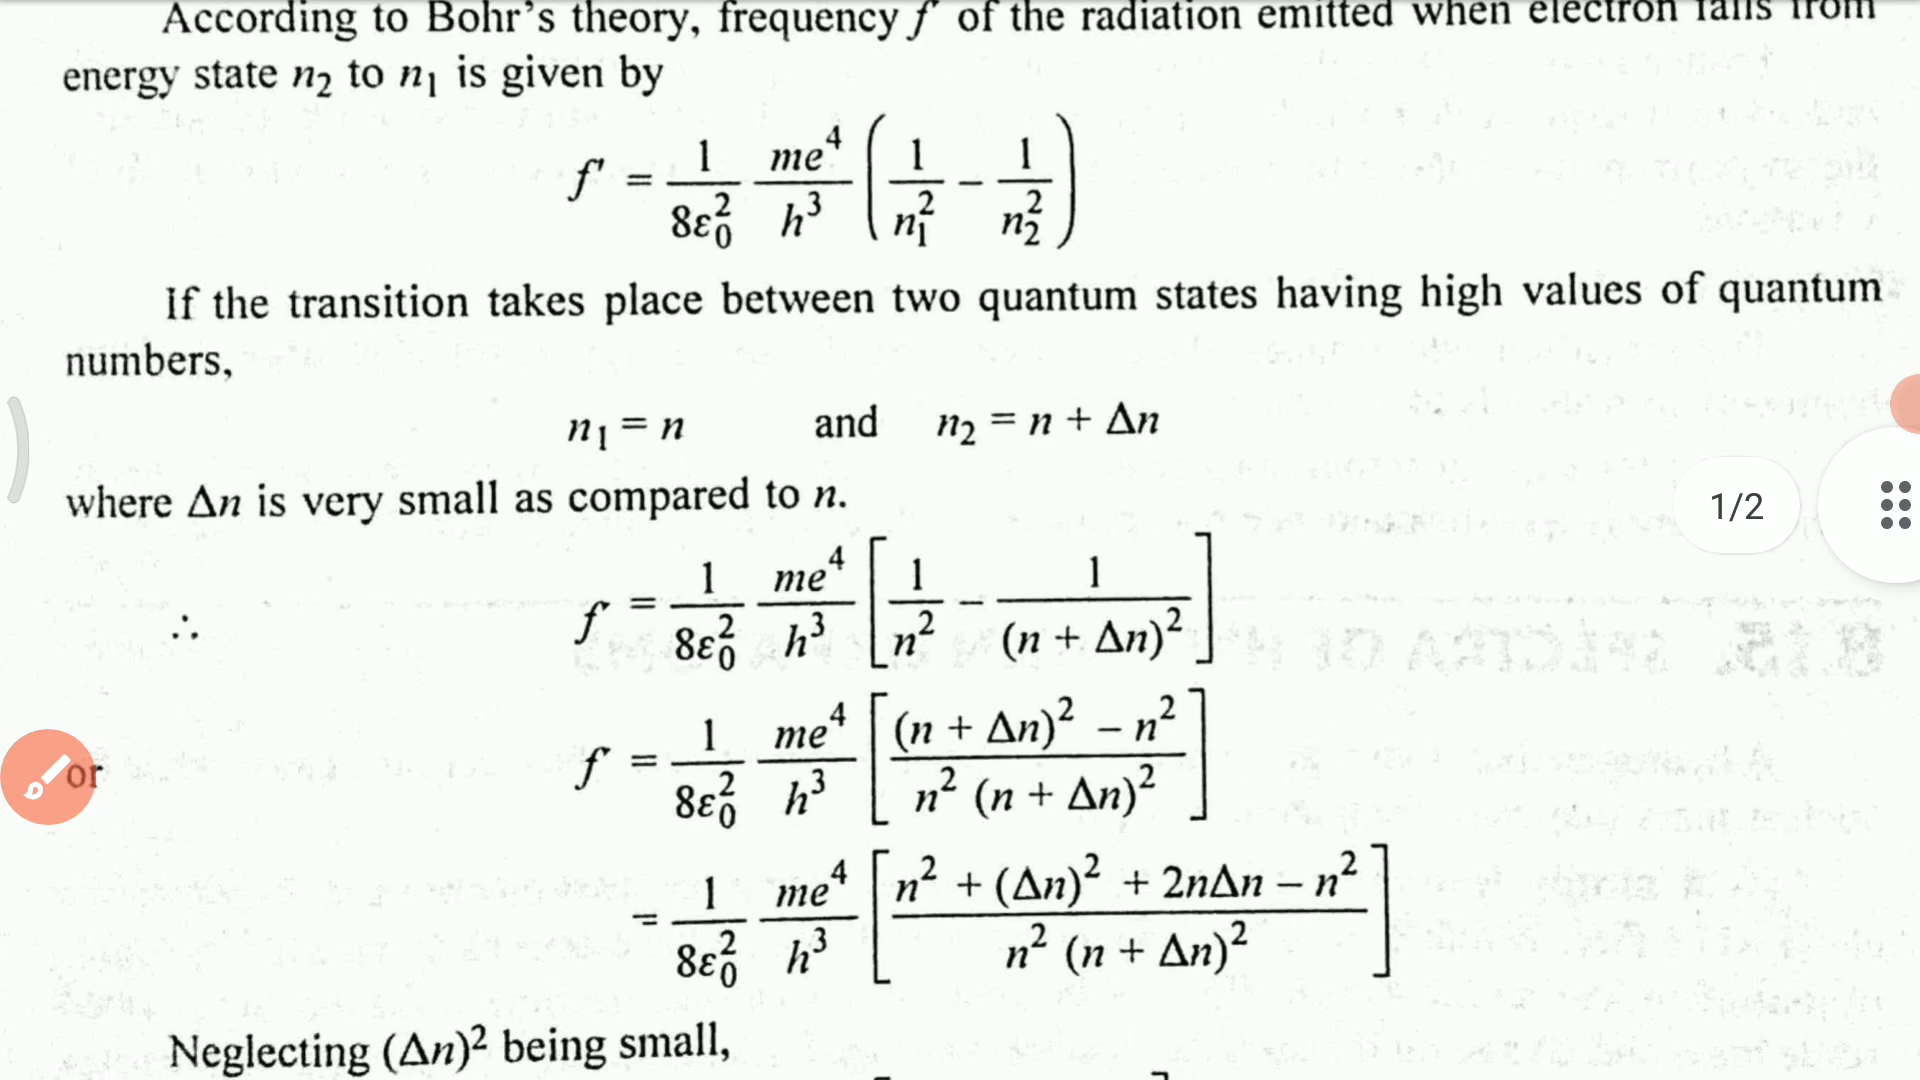 According to Bohr's theory, frequency f of the radiation emitted when electron falls from
energy state n₂ to n₁ is given by
f = 1/8ε₀² me⁴/h³ (1/n₁² − 1/n₂²)
If the transition takes place between two quantum states having high values of quantum
numbers,
n₁ = n and n₂ = n + Δn
where Δn is very small as compared to n.
1/2
∴ f = 1/8ε₀² me⁴/h³ [1/n² − 1/(n + Δn)²]
or f = 1/8ε₀² me⁴/h³ [(n + Δn)² − n² / n² (n + Δn)²]
= 1/8ε₀² me⁴/h³ [n² + (Δn)² + 2nΔn − n² / n² (n + Δn)²]
Neglecting (Δn)² being small,